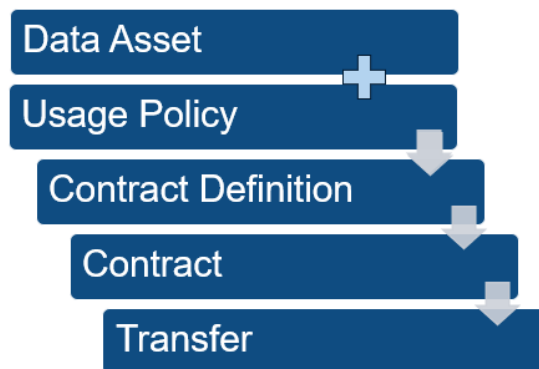 Data Asset
Usage Policy
Contract Definition
Contract
Transfer